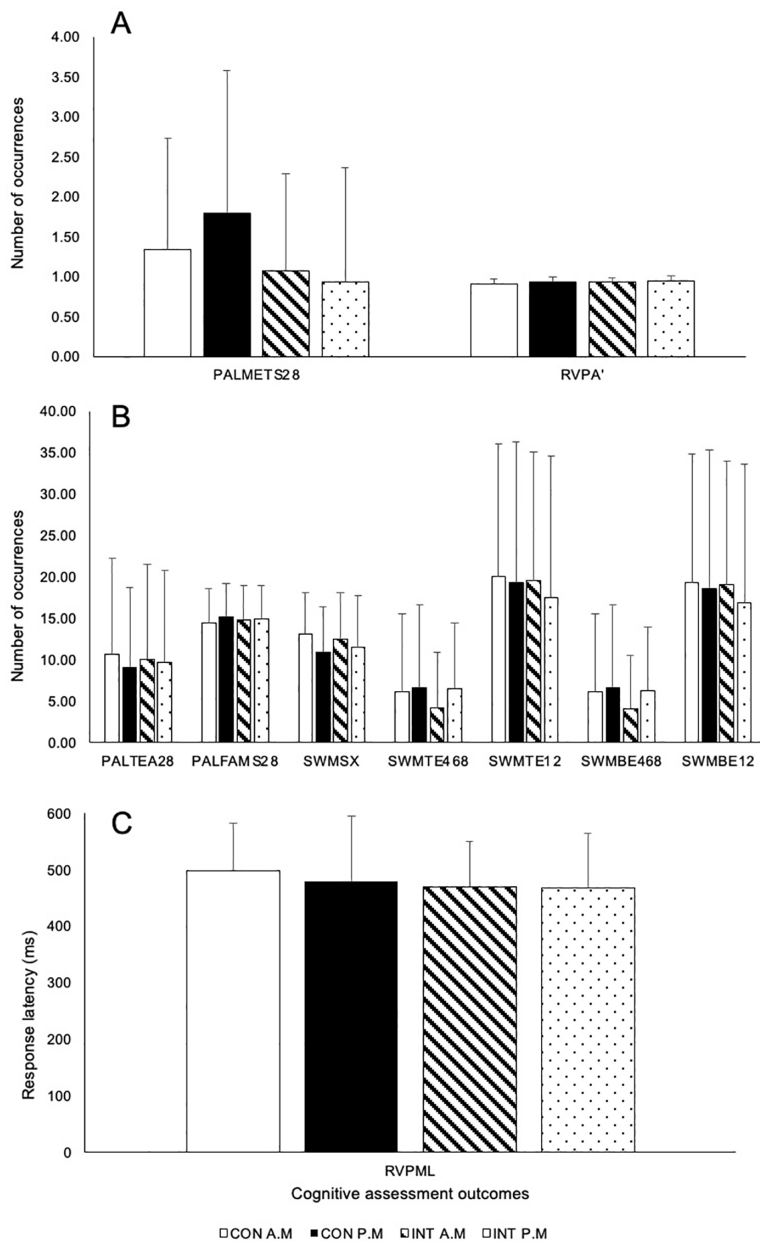 A
4.00
3.50
3.00
2.50
2.00
1.50
1.00
0.50
0.00
Number of occurrences
PALMETS28 RVPA'
B
40.00
35.00
30.00
25.00
20.00
15.00
10.00
5.00
0.00
Number of occurrences
PALTEA28 PALFAMS28 SWMSX SWMTE468 SWMTE12 SWMBE468 SWMBE12
C
600
500
400
300
200
100
0
Response latency (ms)
RVPML
Cognitive assessment outcomes
CON A.M CON P.M INT A.M INT P.M